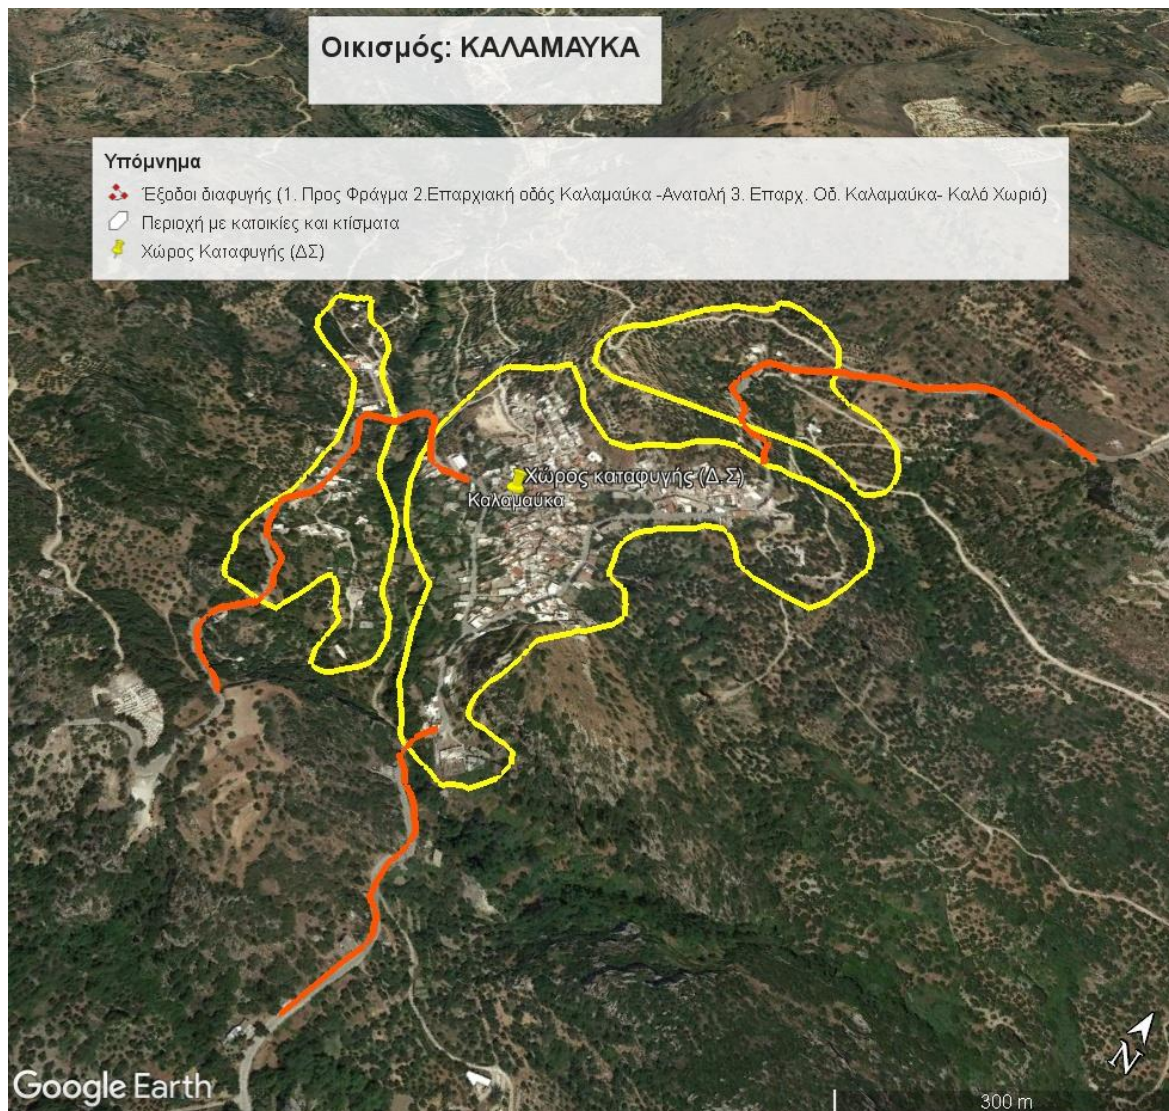 Οικισμός: ΚΑΛΑΜΑΥΚΑ
Υπόμνημα
Έξοδοι διαφυγής (1. Προς Φράγμα 2.Επαρχιακή οδός Καλαμαύκα -Ανατολή 3. Επαρχ. Οδ. Καλαμαύκα- Καλό Χωριό)
Περιοχή με κατοικίες και κτίσματα
Χώρος Καταφυγής (ΔΣ)
Χώρος καταφυγής (Δ.Σ)
Καλαμαύκα
N
Google Earth
300 m